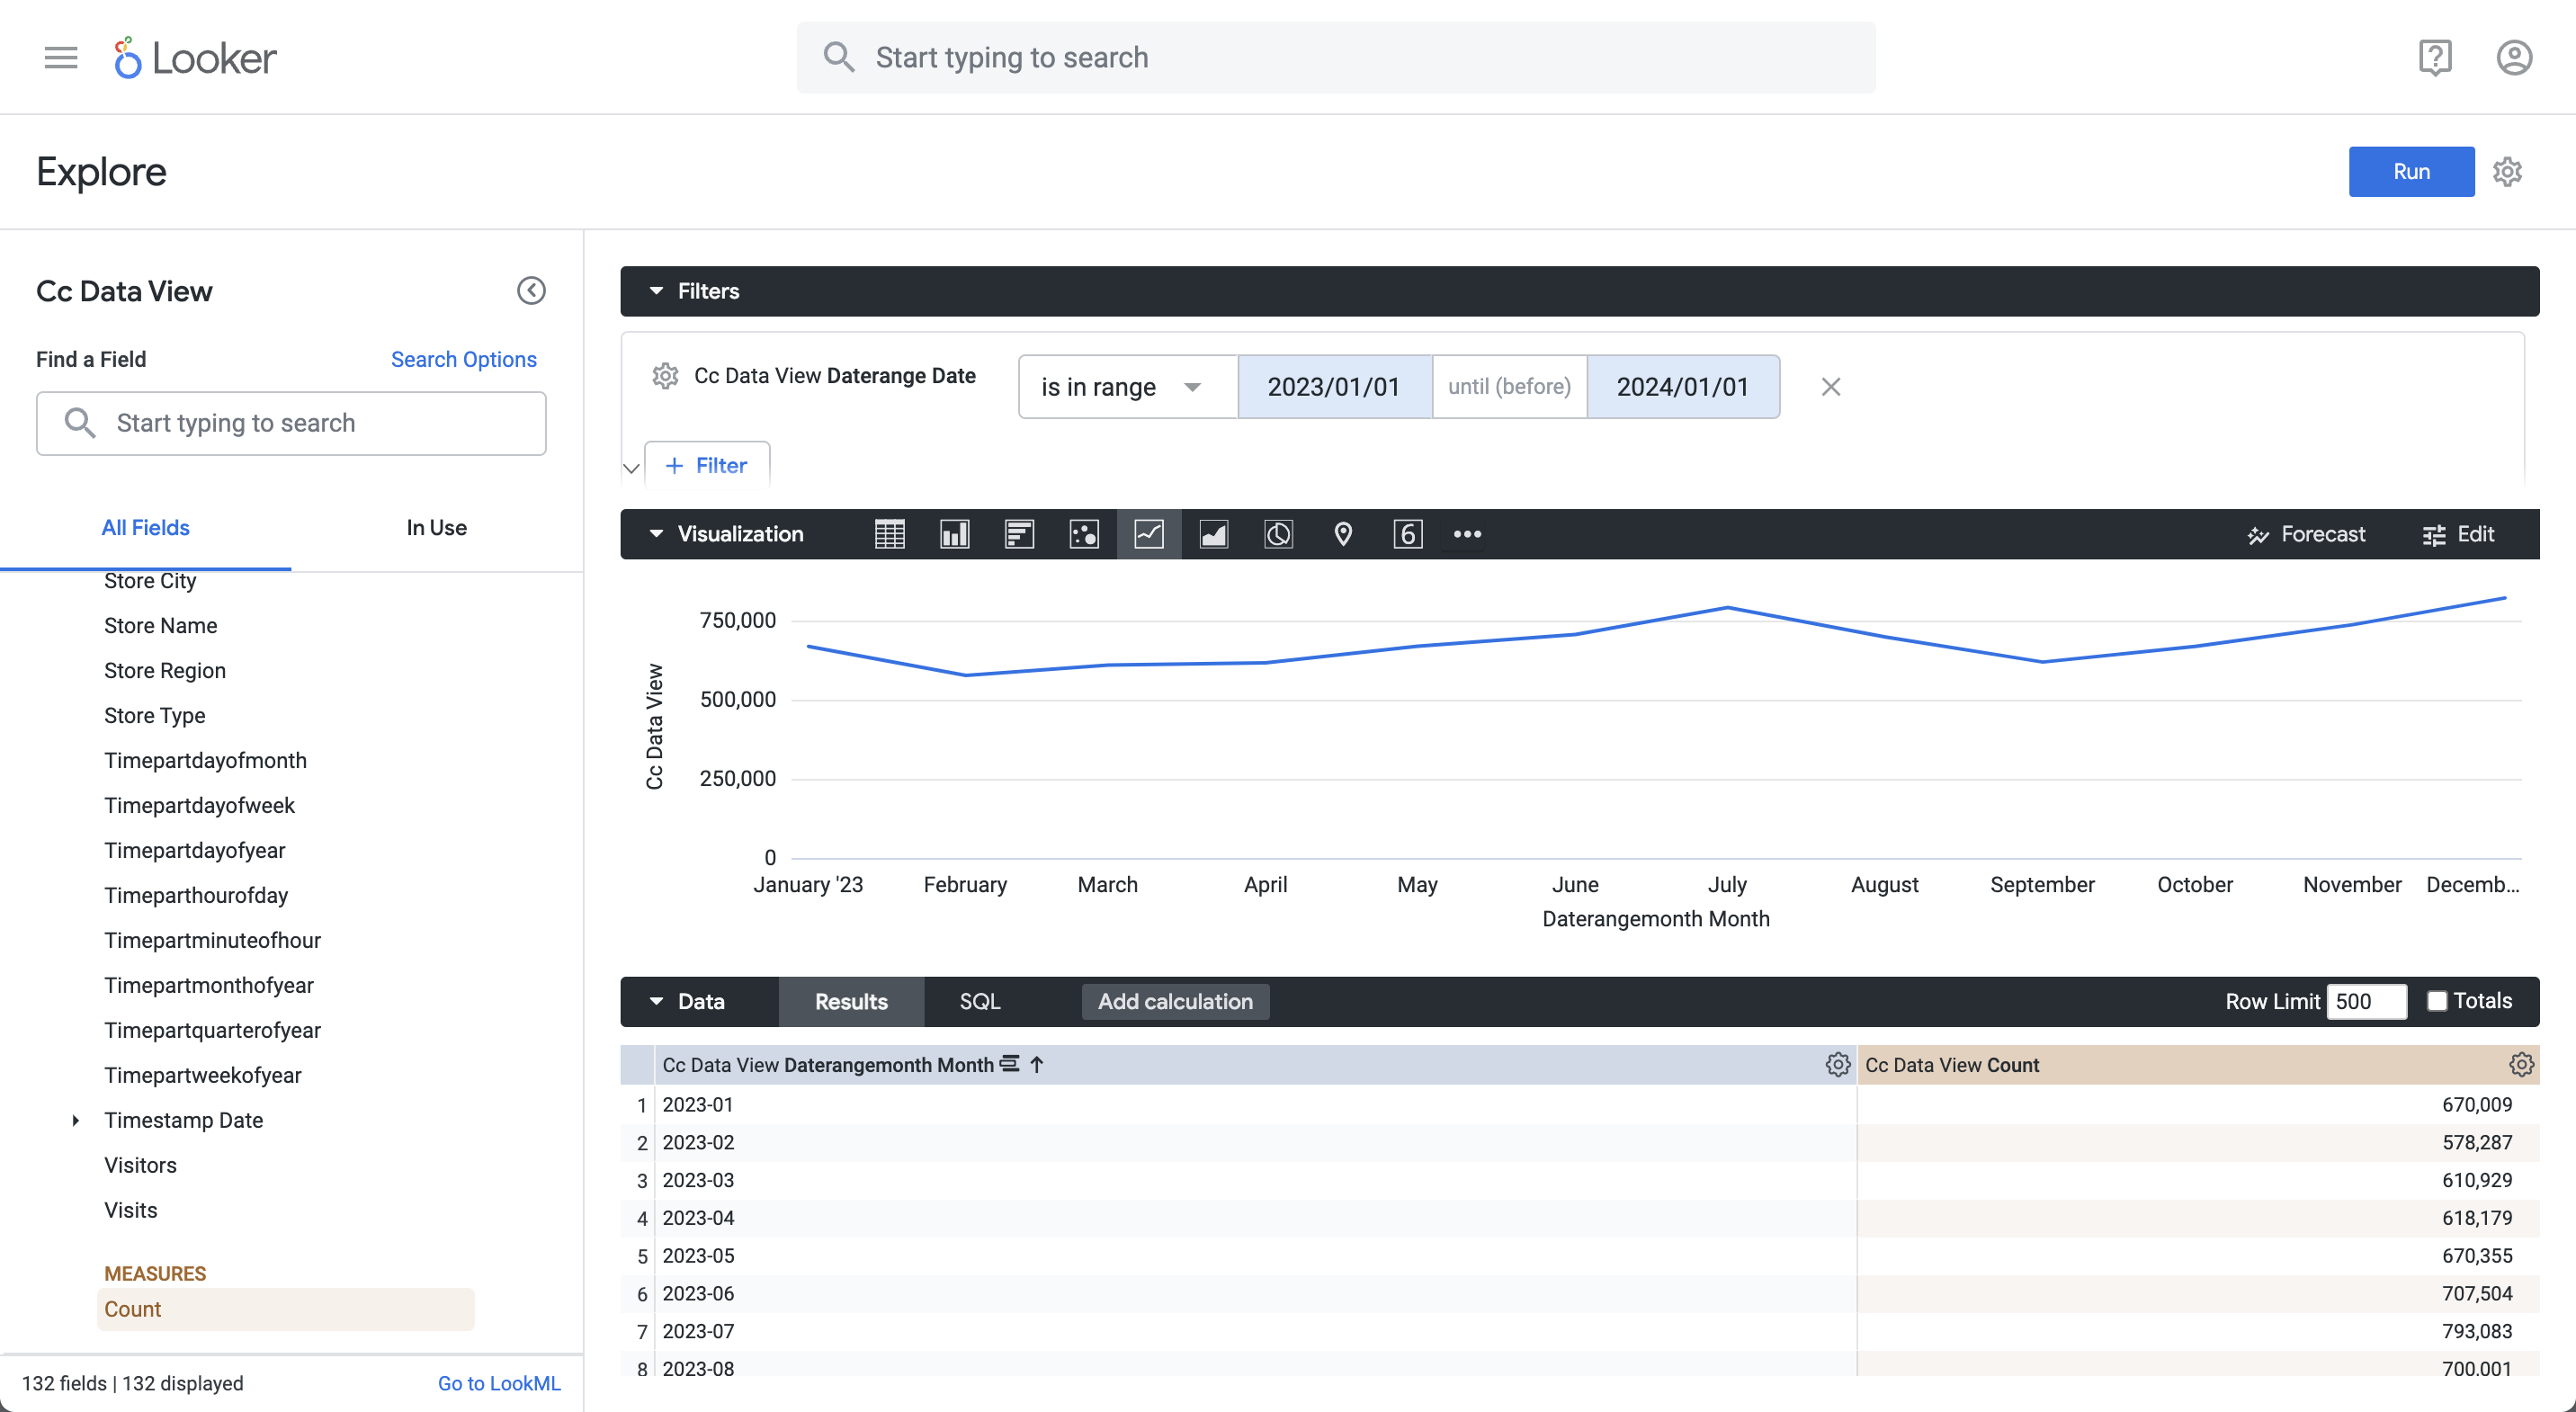 Looker
Start typing to search
Explore
Run
Cc Data View
Find a Field
Search Options
Start typing to search
All Fields
In Use
Store City
Store Name
Store Region
Store Type
Timepartdayofmonth
Timepartdayofweek
Timepartdayofyear
Timeparthourofday
Timepartminuteofhour
Timepartmonthofyear
Timepartquarterofyear
Timepartweekofyear
Timestamp Date
Visitors
Visits
MEASURES
Count
132 fields | 132 displayed
Go to LookML
Filters
Cc Data View Daterange Date
is in range
2023/01/01
until (before)
2024/01/01
+ Filter
Visualization
6
Forecast
Edit
Cc Data View
750,000
500,000
250,000
0
January '23
February
March
April
May
June
July
August
September
October
November
Decemb...
Daterangemonth Month
Data
Results
SQL
Add calculation
Row Limit 500
Totals
Cc Data View Daterangemonth Month
Cc Data View Count
1 2023-01 670,009
2 2023-02 578,287
3 2023-03 610,929
4 2023-04 618,179
5 2023-05 670,355
6 2023-06 707,504
7 2023-07 793,083
8 2023-08 700,001